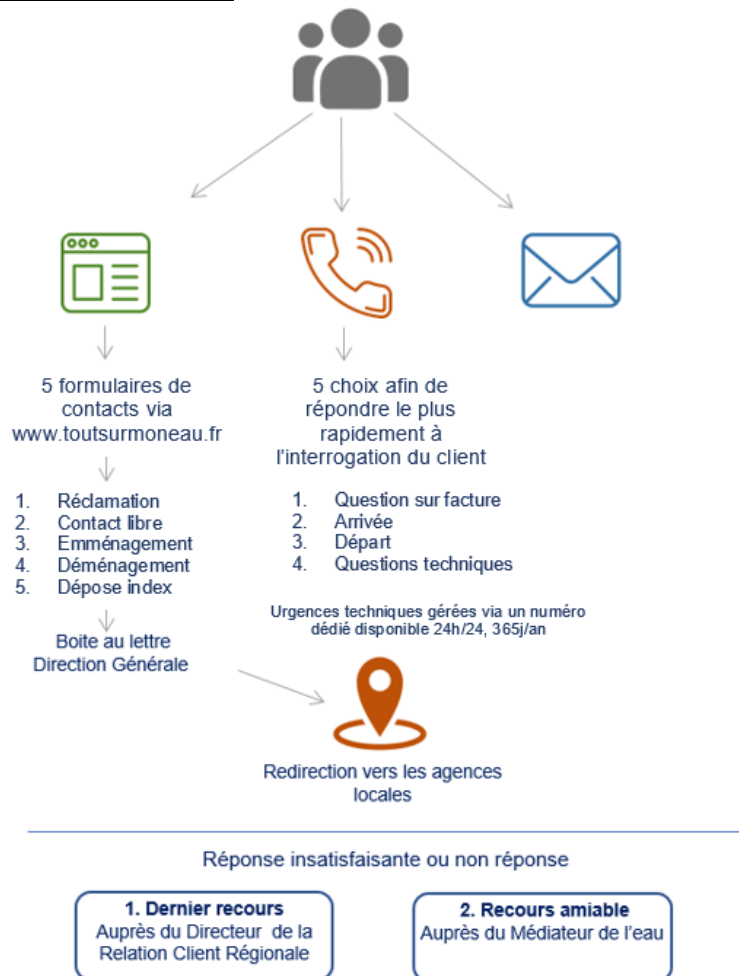 5 formulaires de
contacts via
www.toutsurmoneau.fr
1. Réclamation
2. Contact libre
3. Emménagement
4. Déménagement
5. Dépose index
Boite au lettre
Direction Générale
5 choix afin de
répondre le plus
rapidement à
l'interrogation du client
1. Question sur facture
2. Arrivée
3. Départ
4. Questions techniques
Urgences techniques gérées via un numéro
dédié disponible 24h/24, 365j/an
Redirection vers les agences
locales
Réponse insatisfaisante ou non réponse
1. Dernier recours
Auprès du Directeur de la
Relation Client Régionale
2. Recours amiable
Auprès du Médiateur de l'eau